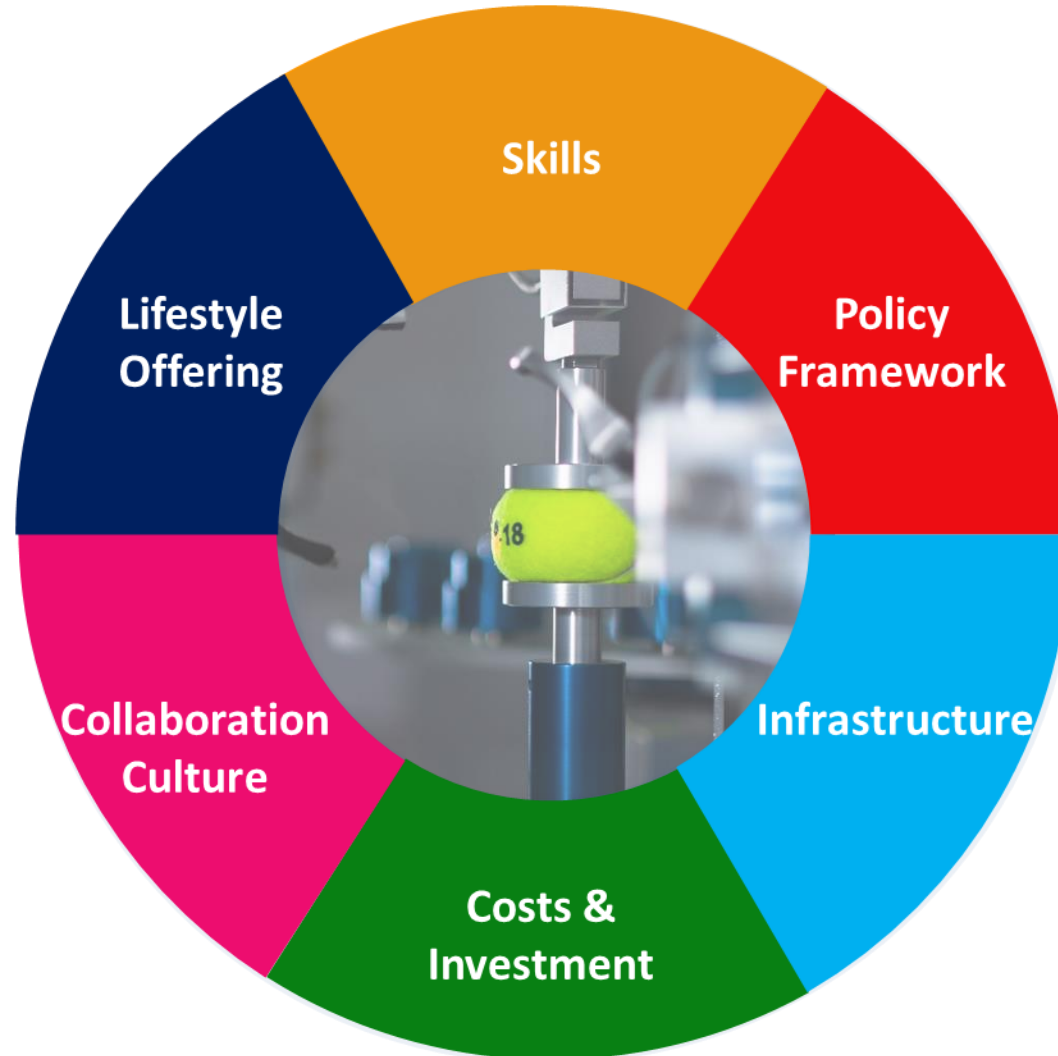 Skills
Policy
Framework
Infrastructure
Costs &
Investment
Collaboration
Culture
Lifestyle
Offering
18